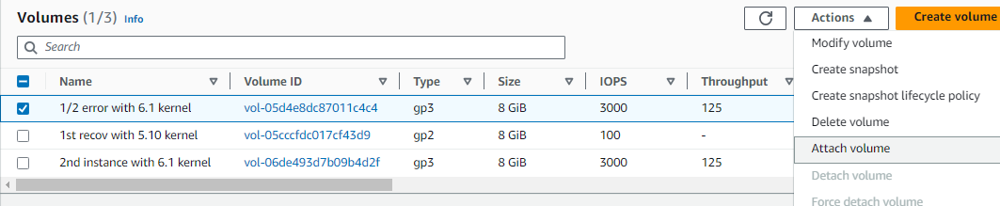 Volumes (1/3) Info
Actions
Create volume
Search
Name Volume ID Type Size IOPS Throughput
1/2 error with 6.1 kernel vol-05d4e8dc87011c4c4 gp3 8 GiB 3000 125
1st recov with 5.10 kernel vol-05cccfdc017cf43d9 gp2 8 GiB 100 -
2nd instance with 6.1 kernel vol-06de493d7b09b4d2f gp3 8 GiB 3000 125
Modify volume
Create snapshot
Create snapshot lifecycle policy
Delete volume
Attach volume
Detach volume
Force detach volume